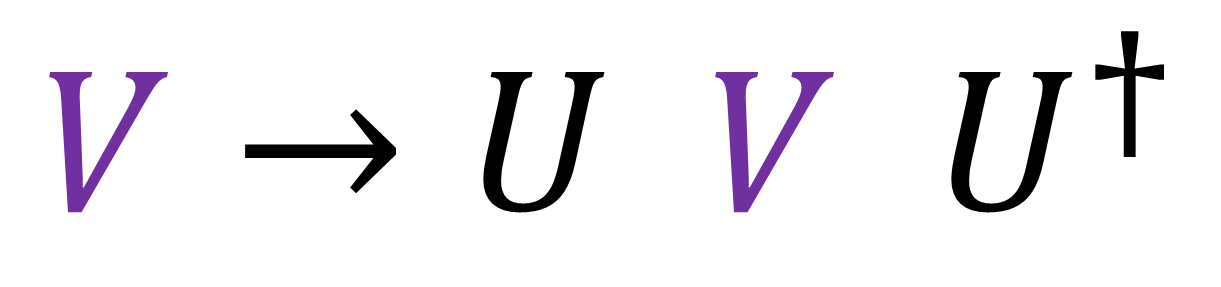 V → U V U†